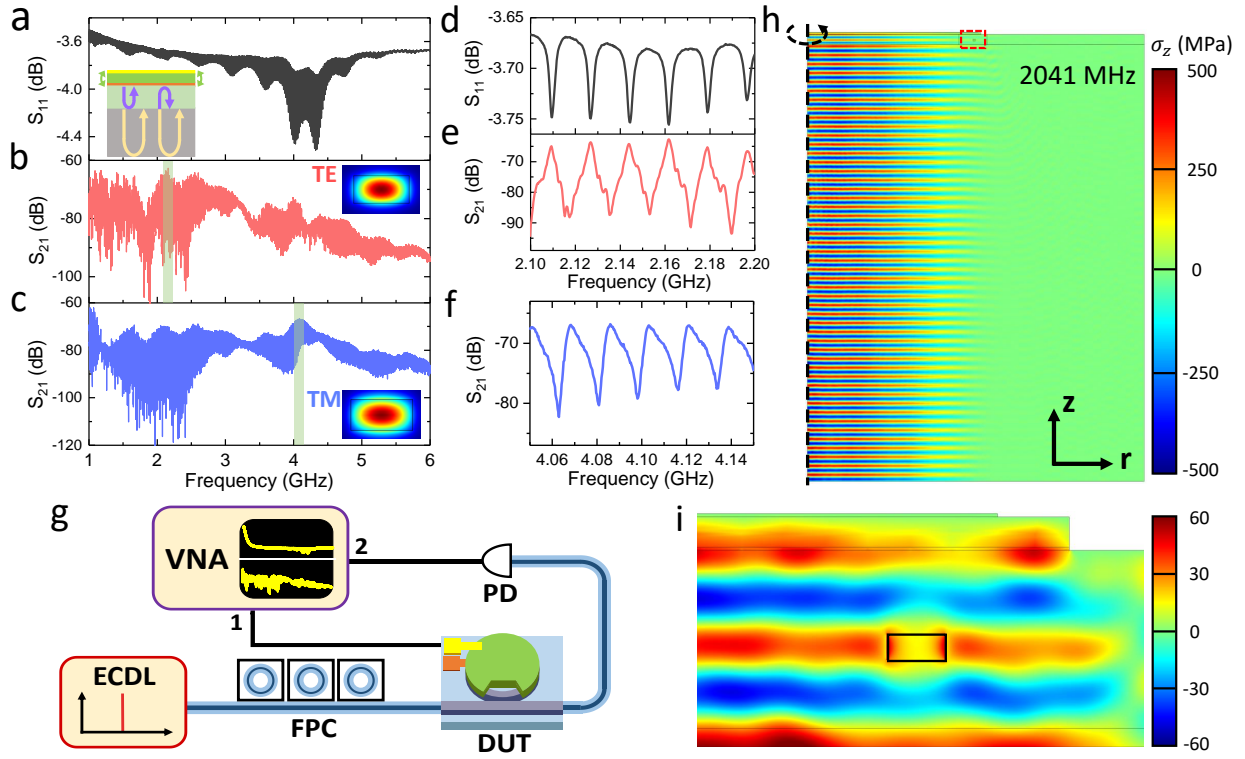 a
S11 (dB)
-3.6
-4.0
-4.4
b
S21 (dB)
-60
-80
-100
TE
c
S21 (dB)
-60
-80
-100
-120
TM
1 2 3 4 5 6
Frequency (GHz)
d
S11 (dB)
-3.65
-3.70
-3.75
e
S21 (dB)
-70
-80
-90
2.10 2.12 2.14 2.16 2.18 2.20
Frequency (GHz)
f
S21 (dB)
-70
-80
4.06 4.08 4.10 4.12 4.14
Frequency (GHz)
g
VNA
1
2
PD
ECDL
FPC
DUT
h
2041 MHz
z
r
σz (MPa)
500
250
0
-250
-500
i
60
30
0
-30
-60